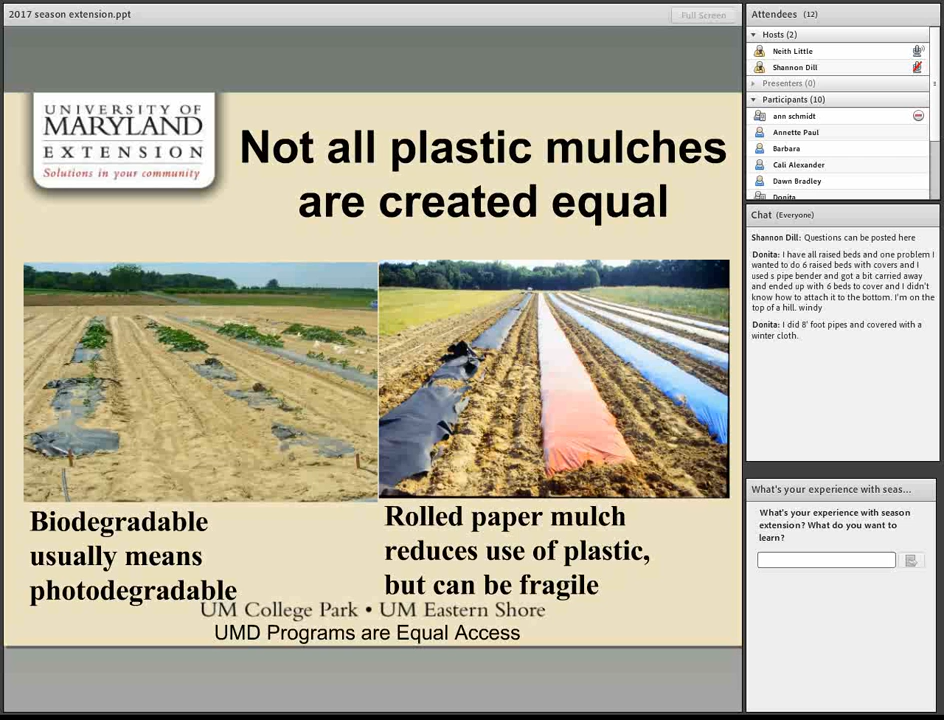 2017 season extension.ppt
Full Screen
UNIVERSITY OF
MARYLAND
EXTENSION
Solutions in your community
Not all plastic mulches
are created equal
Biodegradable
usually means
photodegradable
Rolled paper mulch
reduces use of plastic,
but can be fragile
UM College Park • UM Eastern Shore
UMD Programs are Equal Access
Attendees (12)
Hosts (2)
Neith Little
Shannon Dill
Presenters (0)
Participants (10)
ann schmidt
Annette Paul
Barbara
Cali Alexander
Dawn Bradley
Donita
Chat (Everyone)
Shannon Dill: Questions can be posted here
Donita: I have all raised beds and one problem I
wanted to do 6 raised beds with covers and I
used s pipe bender and got a bit carried away
and ended up with 6 beds to cover and I didn't
know how to attach it to the bottom. I'm on the
top of a hill. windy
Donita: I did 8' foot pipes and covered with a
winter cloth.
What's your experience with seas...
What's your experience with season
extension? What do you want to
learn?